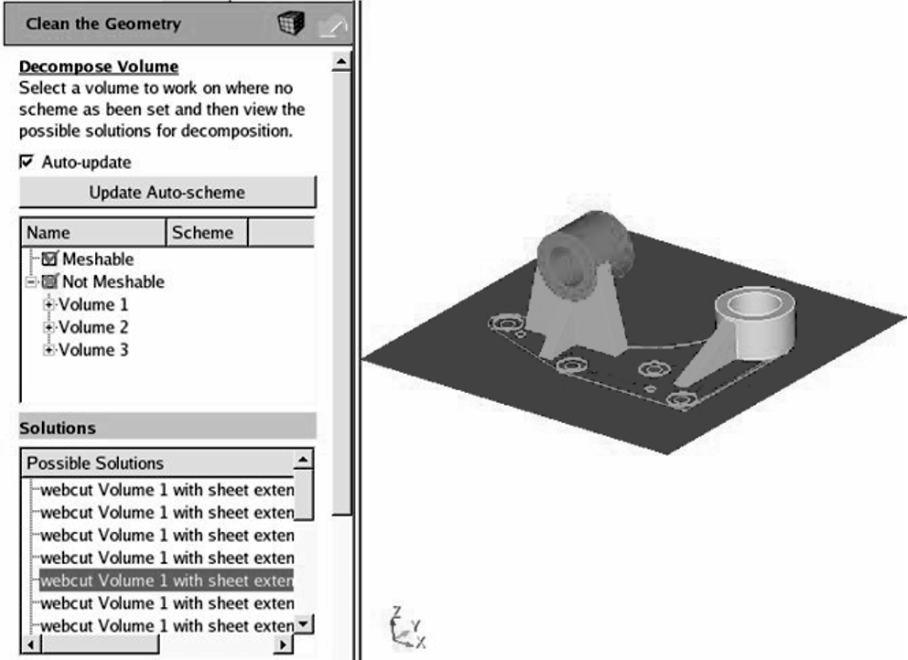 Clean the Geometry
Decompose Volume
Select a volume to work on where no
scheme as been set and then view the
possible solutions for decomposition.
Auto-update
Update Auto-scheme
Name Scheme
Meshable
Not Meshable
Volume 1
Volume 2
Volume 3
Solutions
Possible Solutions
webcut Volume 1 with sheet exten
webcut Volume 1 with sheet exten
webcut Volume 1 with sheet exten
webcut Volume 1 with sheet exten
webcut Volume 1 with sheet exten
webcut Volume 1 with sheet exten
webcut Volume 1 with sheet exten
Z
Y
X